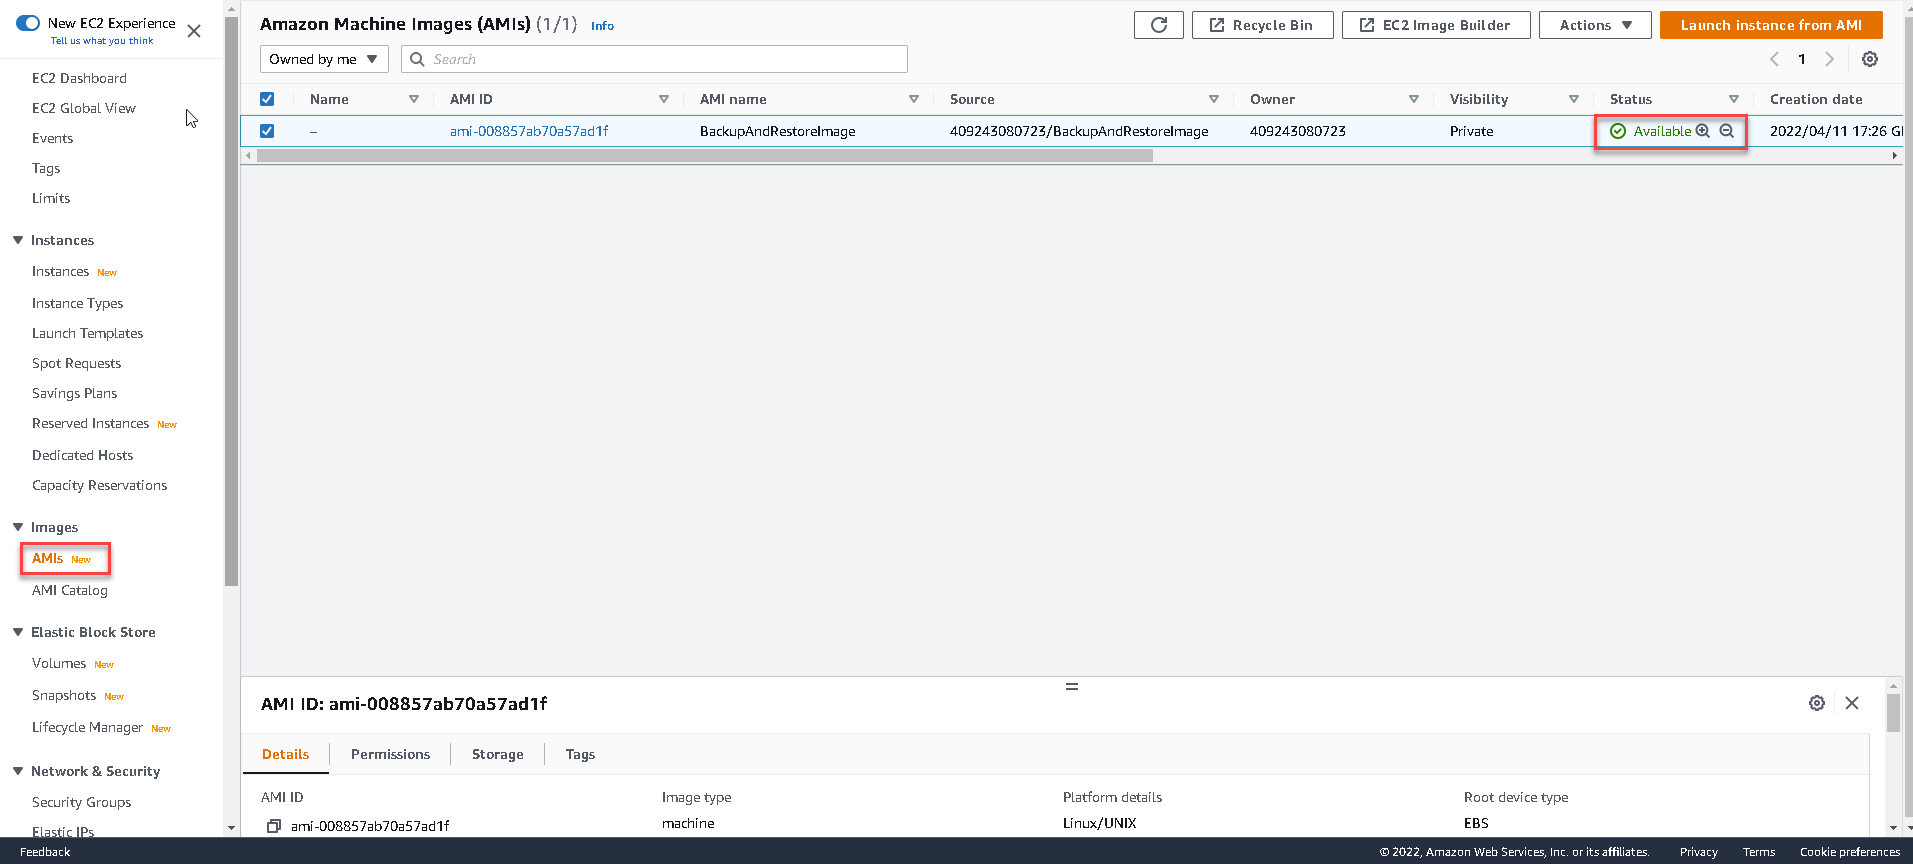 New EC2 Experience
Tell us what you think
EC2 Dashboard
EC2 Global View
Events
Tags
Limits
Instances
Instances New
Instance Types
Launch Templates
Spot Requests
Savings Plans
Reserved Instances New
Dedicated Hosts
Capacity Reservations
Images
AMIs New
AMI Catalog
Elastic Block Store
Volumes New
Snapshots New
Lifecycle Manager New
Network & Security
Security Groups
Elastic IPs
Amazon Machine Images (AMIs) (1/1) Info
Recycle Bin
EC2 Image Builder
Actions
Launch instance from AMI
Owned by me
Search
1
Name AMI ID AMI name Source Owner Visibility Status Creation date
– ami-008857ab70a57ad1f BackupAndRestoreImage 409243080723/BackupAndRestoreImage 409243080723 Private Available 2022/04/11 17:26 G
AMI ID: ami-008857ab70a57ad1f
Details Permissions Storage Tags
AMI ID Image type Platform details Root device type
ami-008857ab70a57ad1f machine Linux/UNIX EBS
Feedback © 2022, Amazon Web Services, Inc. or its affiliates. Privacy Terms Cookie preferences